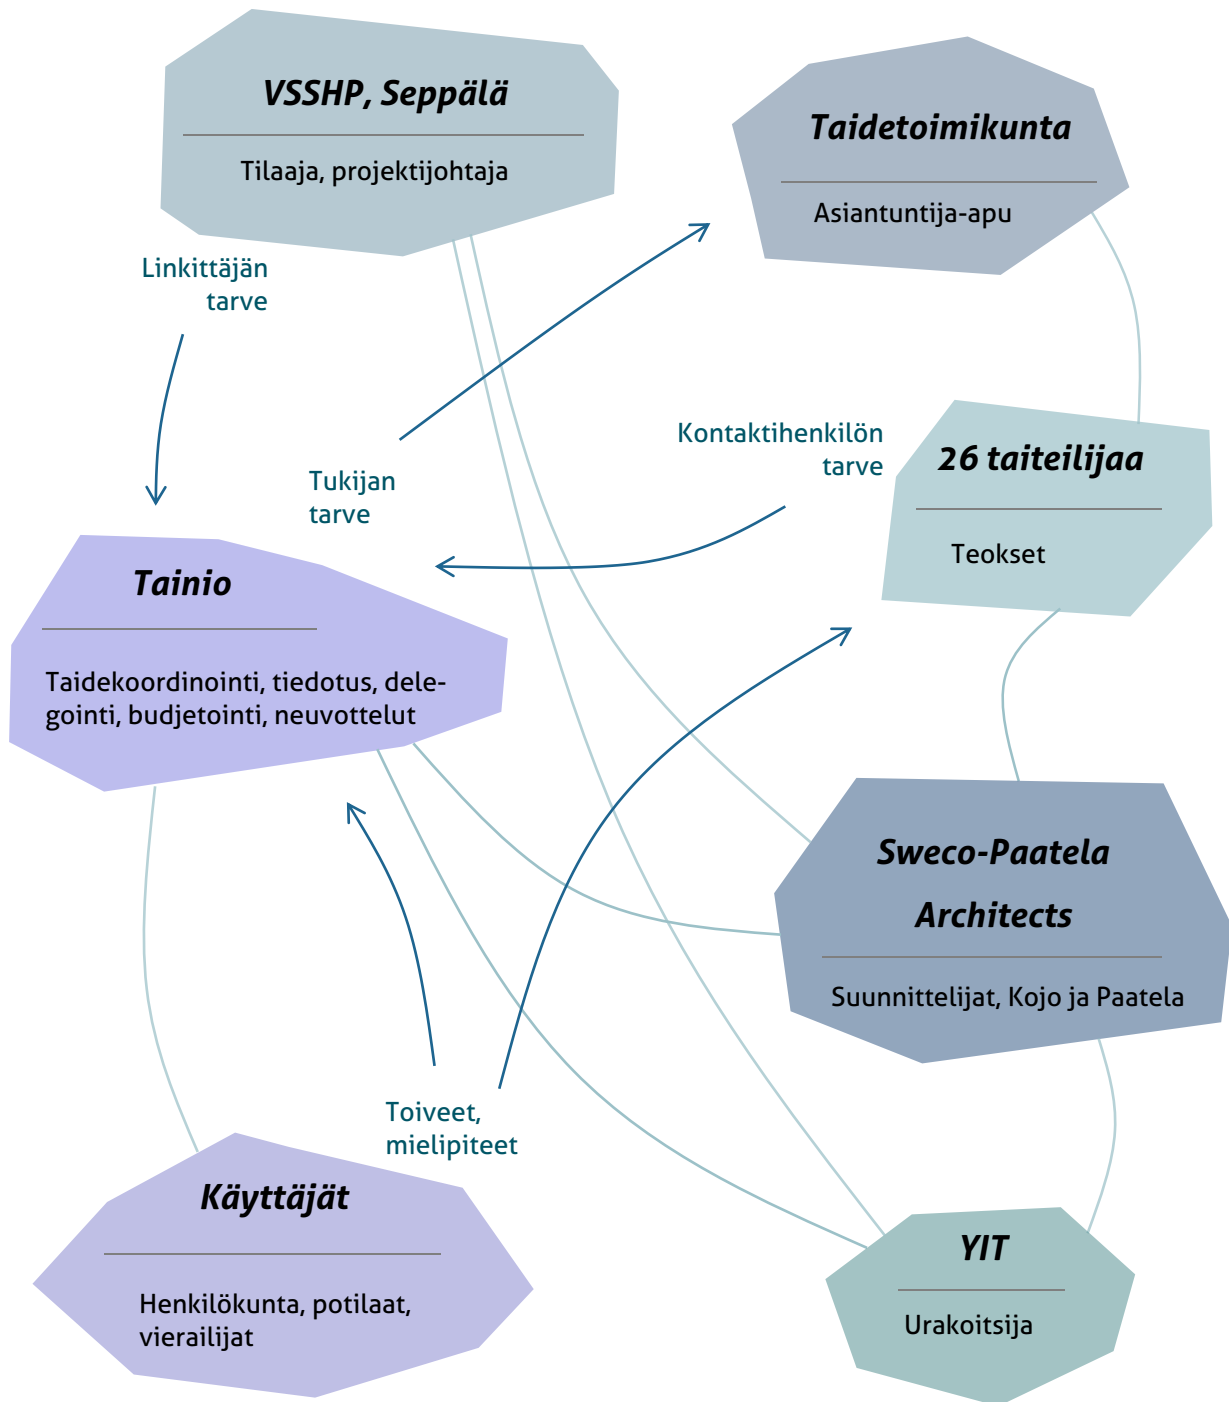 VSSHP, Seppälä
Tilaaja, projektijohtaja
Taidetoimikunta
Asiantuntija-apu
Linkittäjän
tarve
Tukijan
tarve
Kontaktihenkilön
tarve
26 taiteilijaa
Teokset
Tainio
Taidekoordinointi, tiedotus, dele-
gointi, budjetointi, neuvottelut
Sweco-Paatela
Architects
Suunnittelijat, Kojo ja Paatela
Toiveet,
mielipiteet
Käyttäjät
Henkilökunta, potilaat,
vierailijat
YIT
Urakoitsija